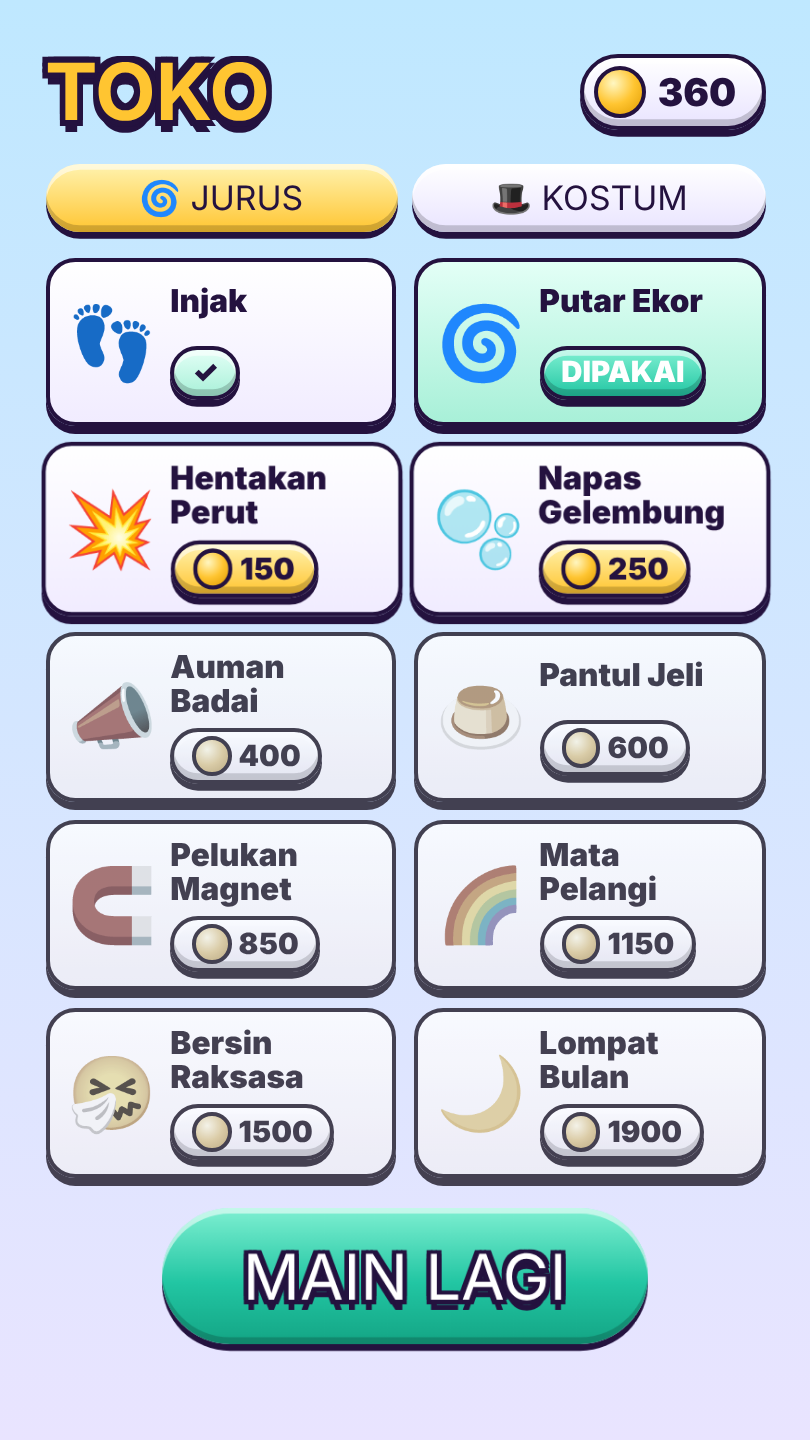 TOKO
360
🌀 JURUS
🎩 KOSTUM
Injak
✓
Putar Ekor
DIPAKAI
Hentakan
Perut
150
Napas
Gelembung
250
Auman
Badai
400
Pantul Jeli
600
Pelukan
Magnet
850
Mata
Pelangi
1150
Bersin
Raksasa
1500
Lompat
Bulan
1900
MAIN LAGI